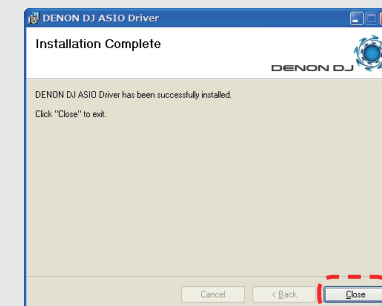 DENON DJ ASIO Driver
Installation Complete
DENON DJ
DENON DJ ASIO Driver has been successfully installed.
Click "Close" to exit.
Cancel < Back Close